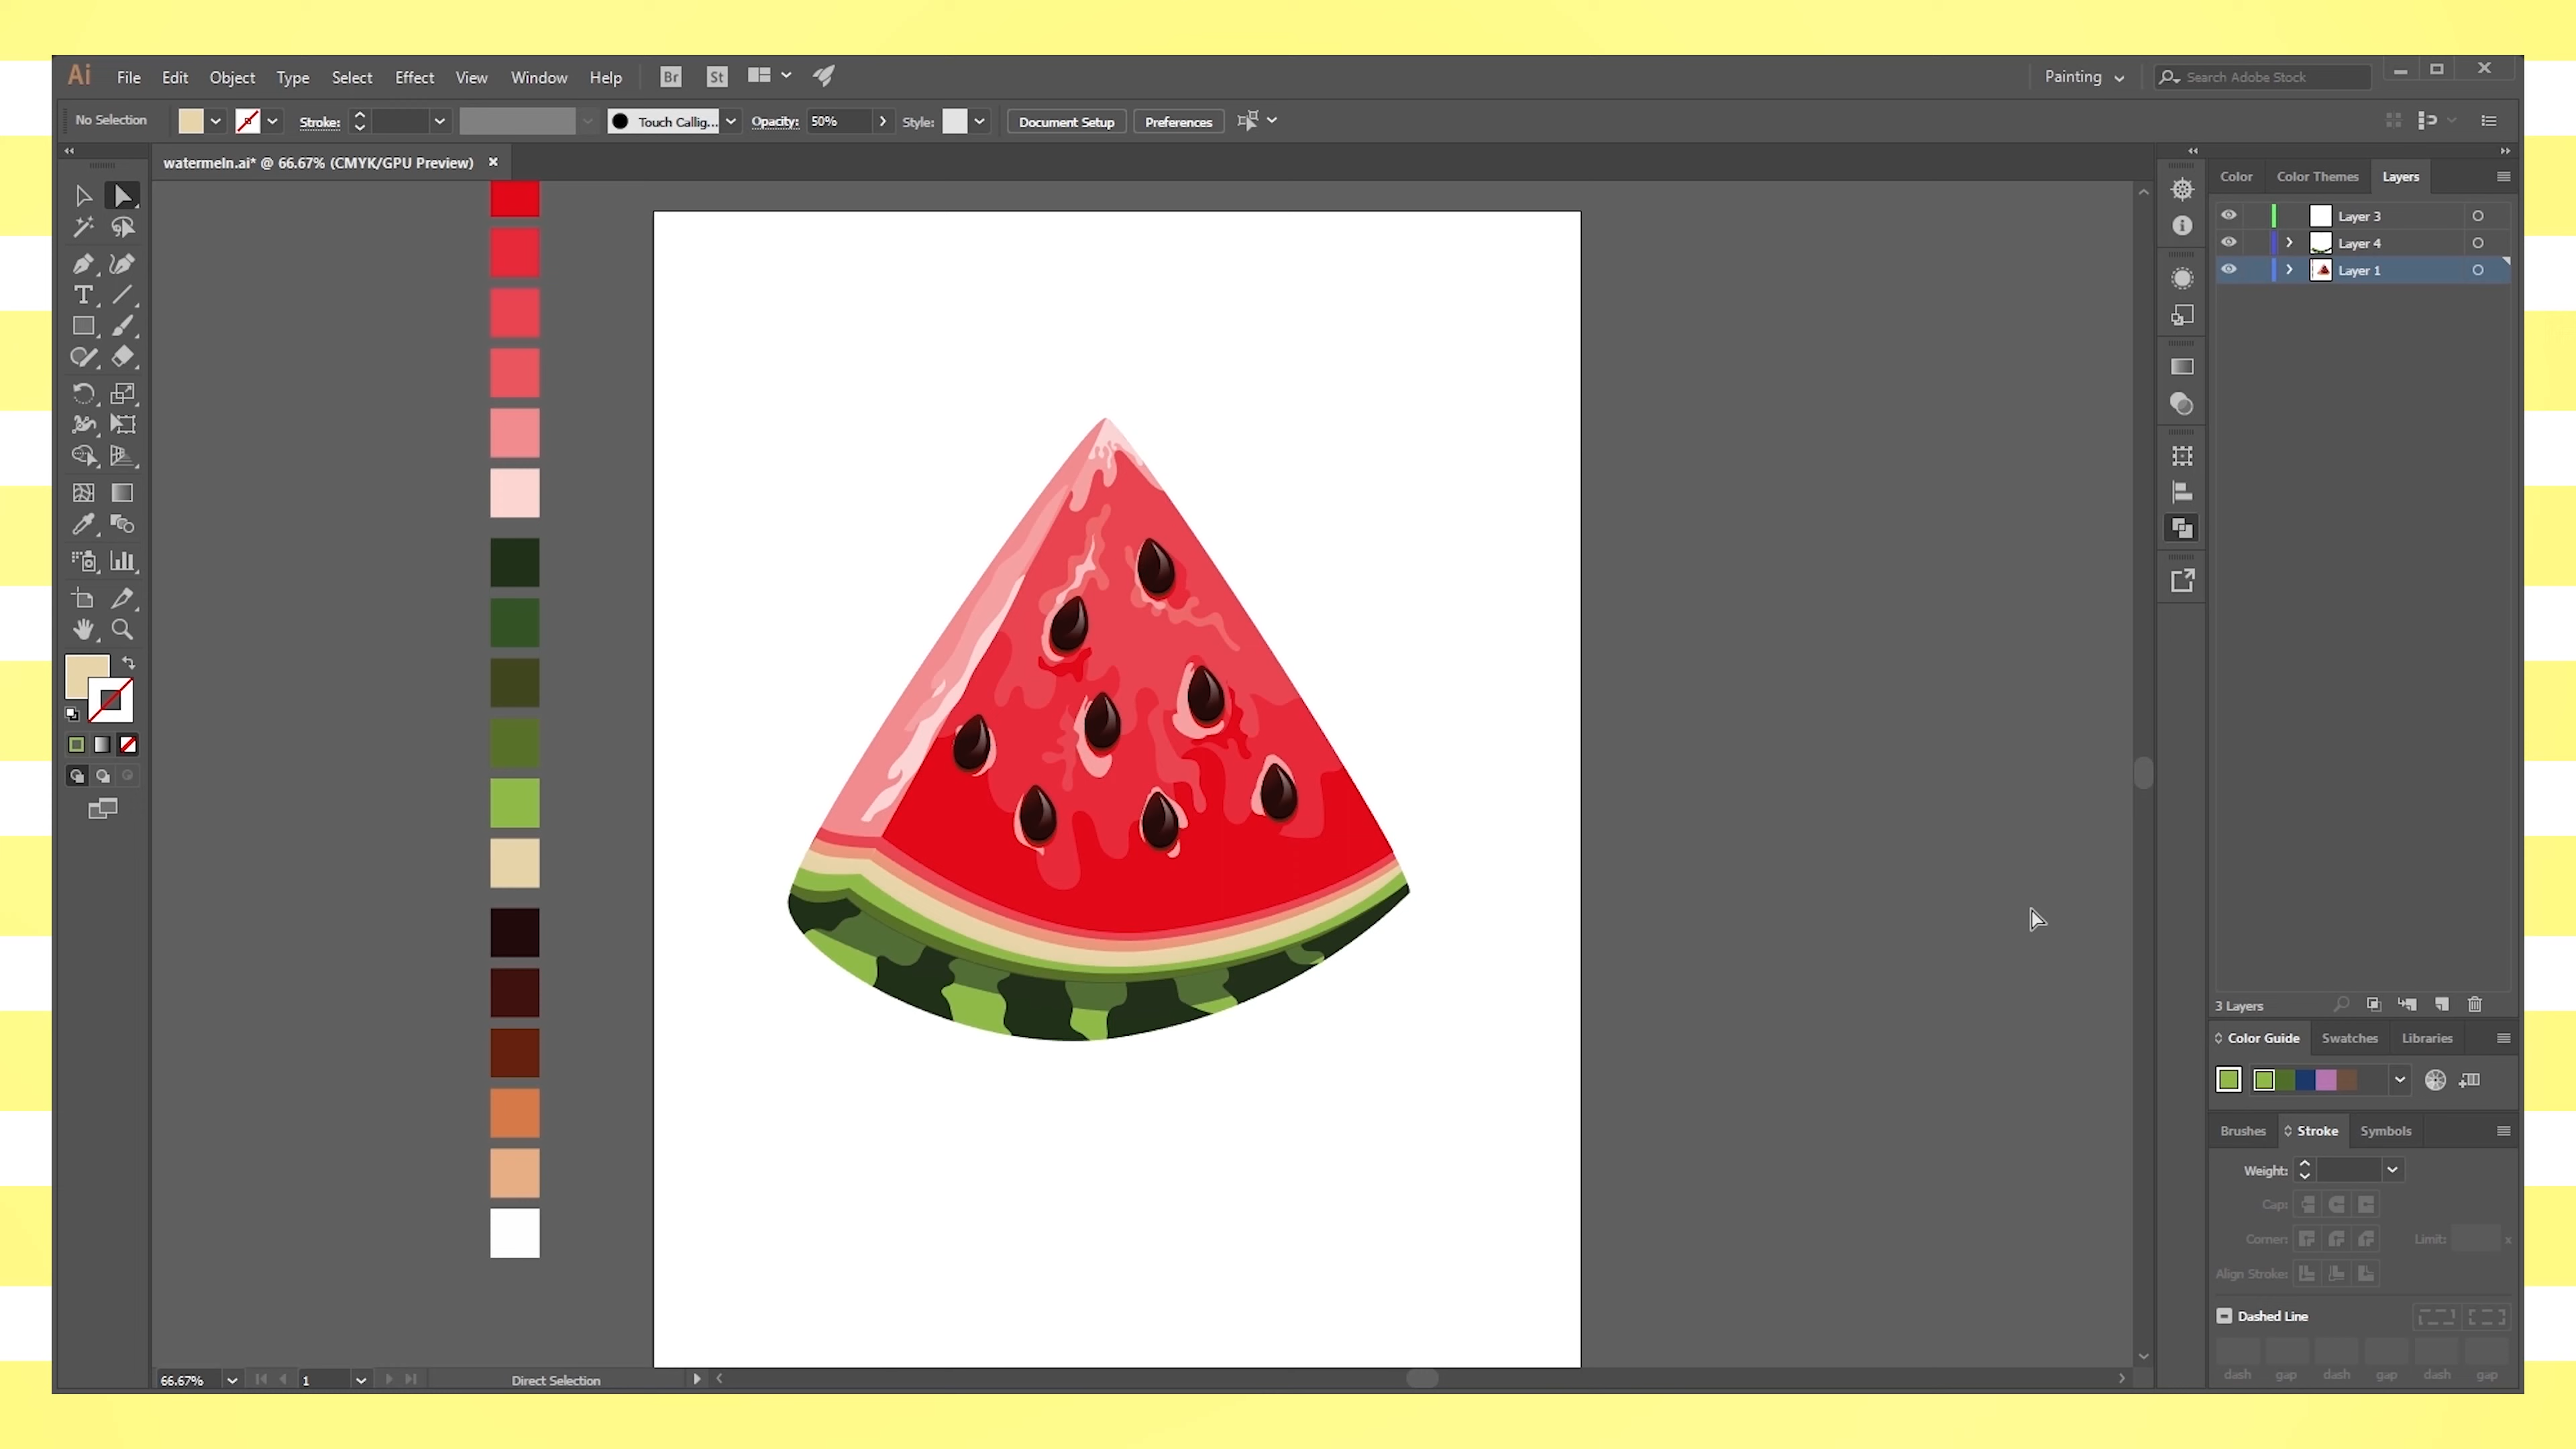 Ai File Edit Object Type Select Effect View Window Help Br St Painting Search Adobe Stock
No Selection Stroke: Touch Callig... Opacity: 50% Style: Document Setup Preferences
watermeln.ai* @ 66.67% (CMYK/GPU Preview)
Color Color Themes Layers
Layer 3
Layer 4
Layer 1
3 Layers
Color Guide Swatches Libraries
Brushes Stroke Symbols
Weight:
Cap:
Corner: Limit: x
Align Stroke:
Dashed Line
dash gap dash gap dash gap
66.67% 1 Direct Selection